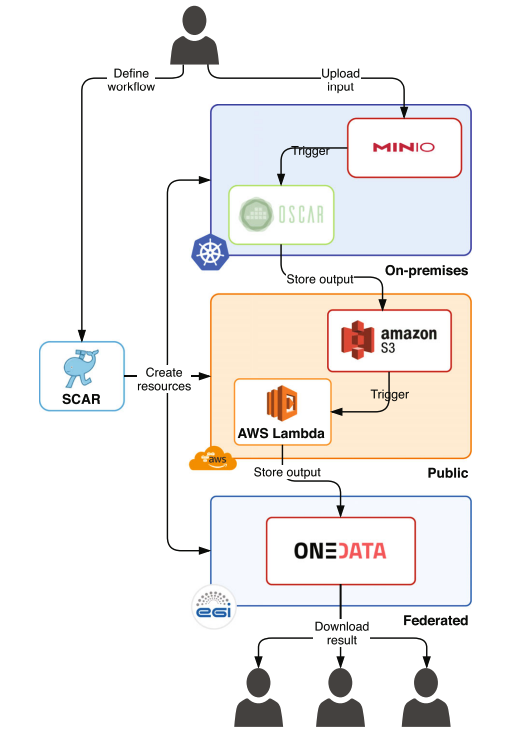 Define
workflow
Upload
input
MINIO
Trigger
OSCAR
On-premises
Store output
amazon
S3
SCAR
Create
resources
Trigger
AWS Lambda
aws
Public
Store output
ONEDATA
egi
Federated
Download
result